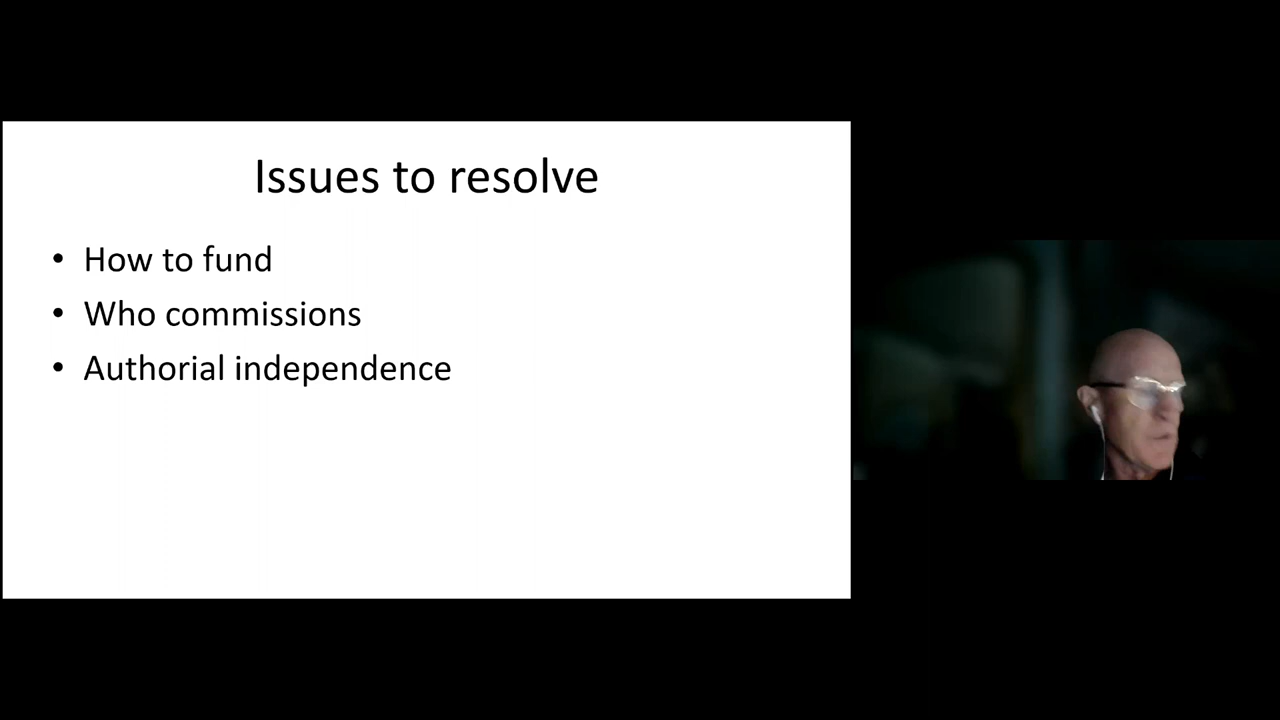 Issues to resolve
• How to fund
• Who commissions
• Authorial independence